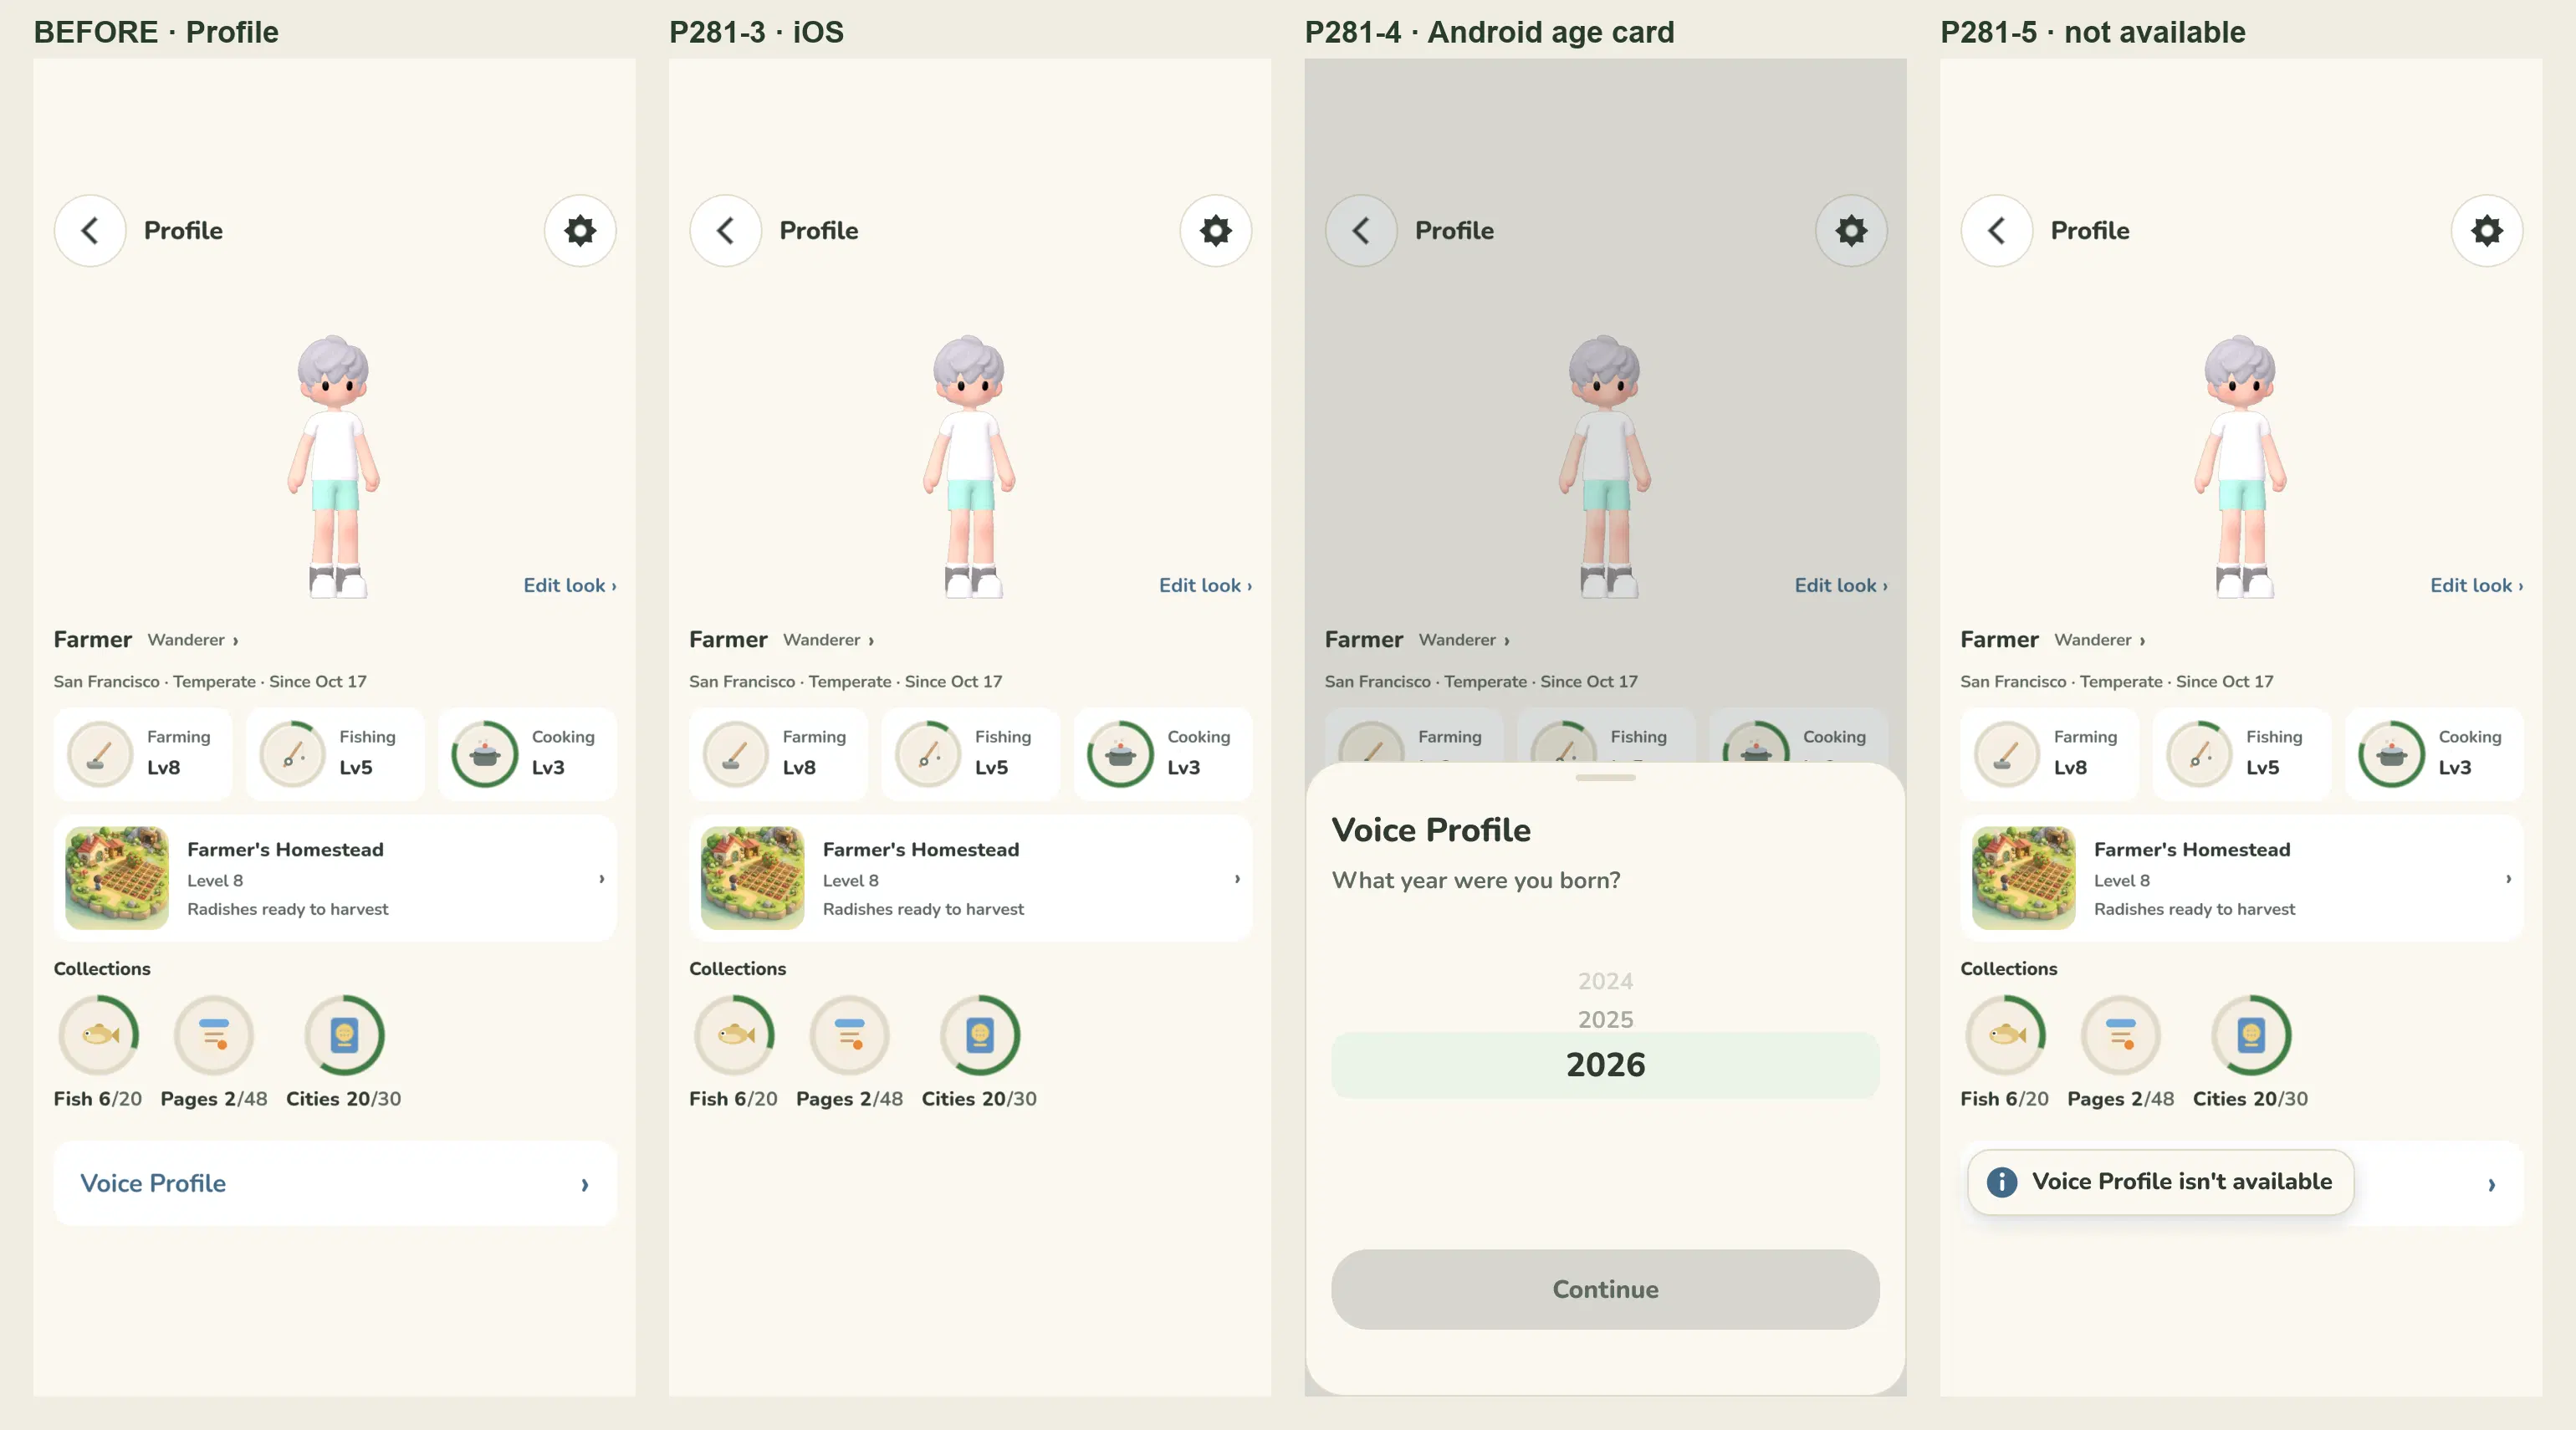 BEFORE · Profile
Profile
Edit look ›
Farmer Wanderer ›
San Francisco · Temperate · Since Oct 17
Farming
Lv8
Fishing
Lv5
Cooking
Lv3
Farmer's Homestead
Level 8
Radishes ready to harvest
Collections
Fish 6/20 Pages 2/48 Cities 20/30
Voice Profile
P281-3 · iOS
Profile
Edit look ›
Farmer Wanderer ›
San Francisco · Temperate · Since Oct 17
Farming
Lv8
Fishing
Lv5
Cooking
Lv3
Farmer's Homestead
Level 8
Radishes ready to harvest
Collections
Fish 6/20 Pages 2/48 Cities 20/30
P281-4 · Android age card
Profile
Edit look ›
Farmer Wanderer ›
San Francisco · Temperate · Since Oct 17
Farming
Fishing
Cooking
Voice Profile
What year were you born?
2024
2025
2026
Continue
P281-5 · not available
Profile
Edit look ›
Farmer Wanderer ›
San Francisco · Temperate · Since Oct 17
Farming
Lv8
Fishing
Lv5
Cooking
Lv3
Farmer's Homestead
Level 8
Radishes ready to harvest
Collections
Fish 6/20 Pages 2/48 Cities 20/30
Voice Profile isn't available